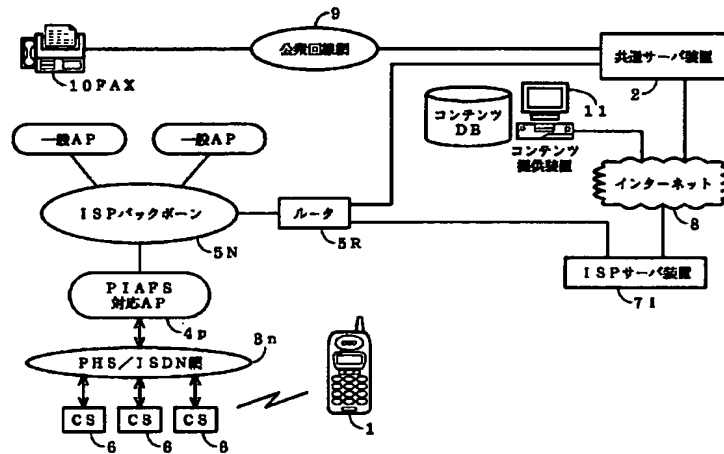 9
公衆回線網
共通サーバ装置
10FAX
2
11
コンテンツ
DB
コンテンツ
提供装置
一般AP
一般AP
インターネット
8
ISPバックボーン
5N
ルータ
5R
ISPサーバ装置
7I
PIAFS
対応AP
4p
3n
PHS/ISDN網
CS
CS
CS
6
6
6
1